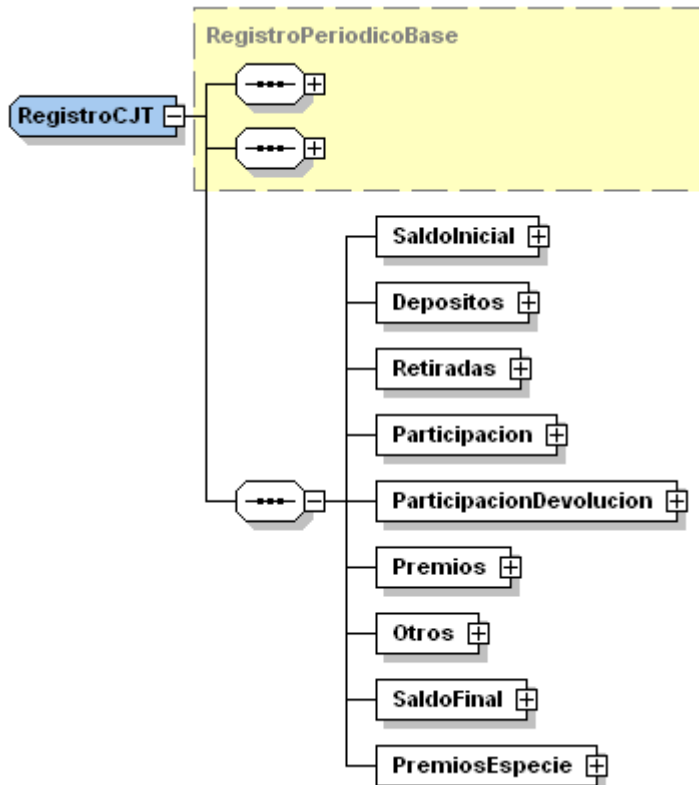 RegistroPeriodicoBase
RegistroCJT
SaldoInicial
Depositos
Retiradas
Participacion
ParticipacionDevolucion
Premios
Otros
SaldoFinal
PremiosEspecie